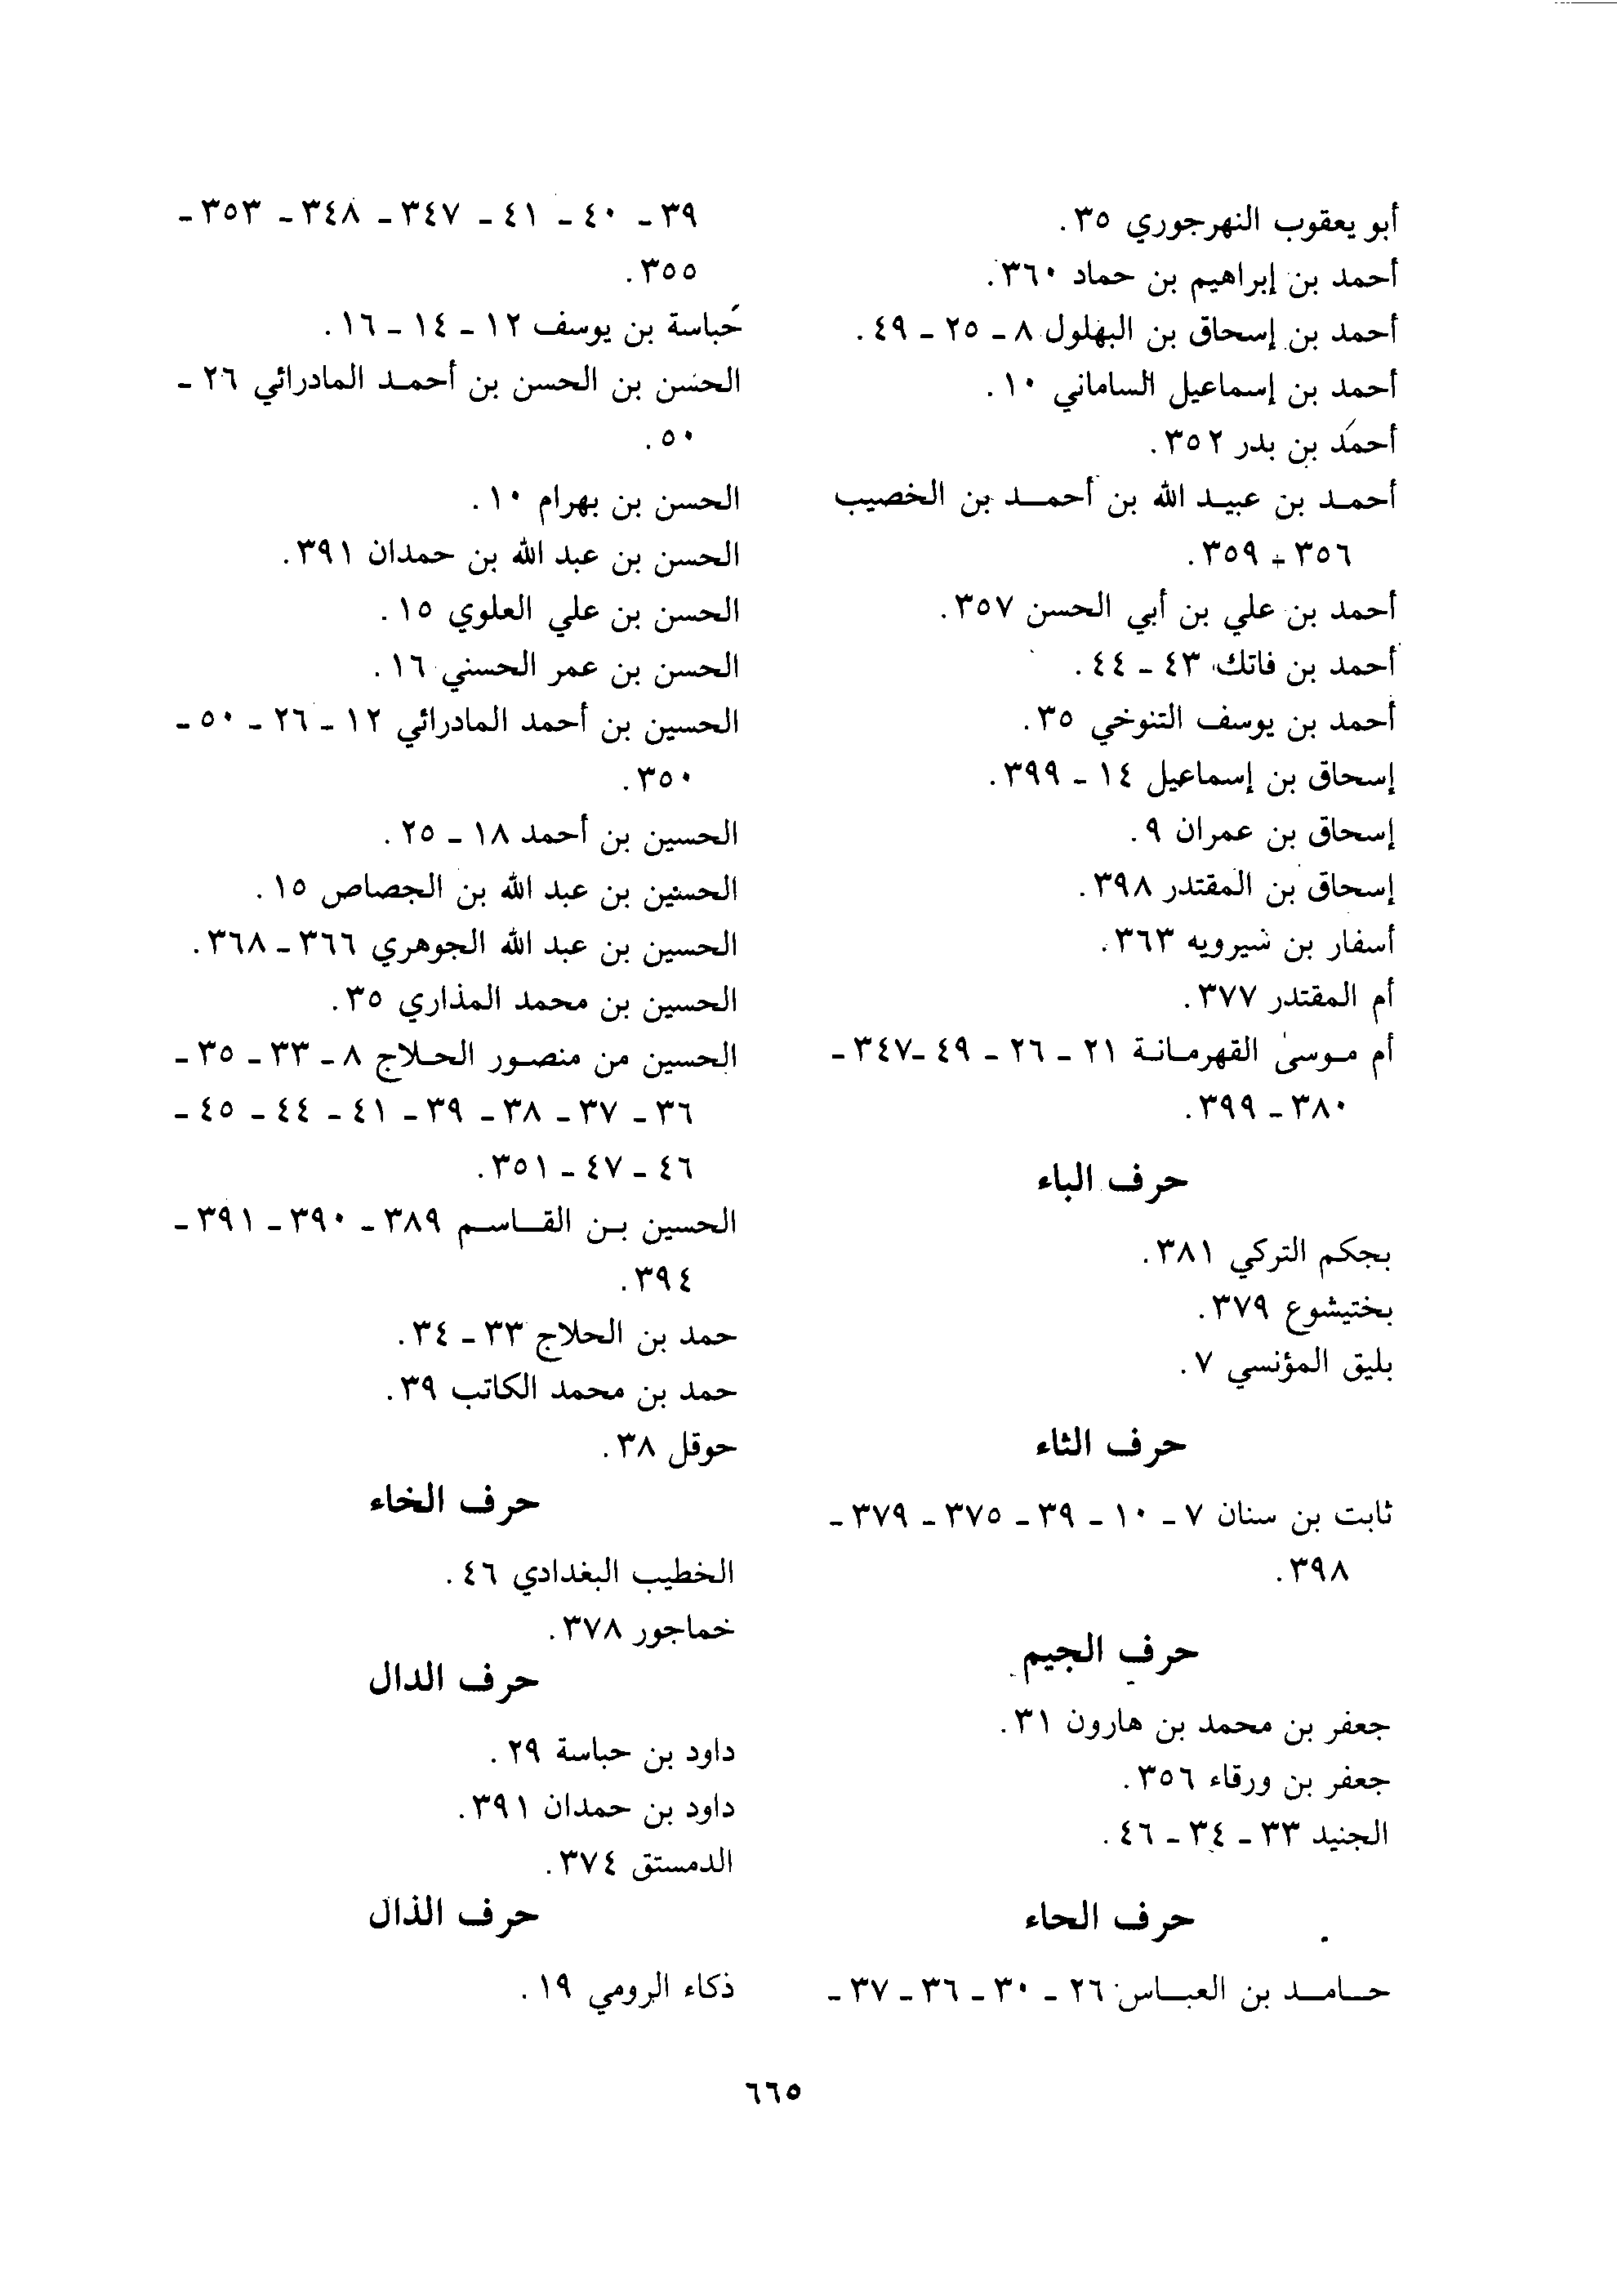 أبو يعقوب النهرجوري ٣٥.
أحمد بن إبراهيم بن حماد ٣٦٠.
أحمد بن إسحاق بن البهلول ٨ - ٢٥ - ٤٩.
أحمد بن إسماعيل الساماني ١٠.
أحمد بن بدر ٣٥٢.
أحمد بن عبيد الله بن أحمد بن الخصيب
٣٥٦ - ٣٥٩.
أحمد بن علي بن أبي الحسن ٣٥٧.
أحمد بن فاتك ٤٣ - ٤٤.
أحمد بن يوسف التنوخي ٣٥.
إسحاق بن إسماعيل ١٤ - ٣٩٩.
إسحاق بن عمران ٩.
إسحاق بن المقتدر ٣٩٨.
أسفار بن شيرويه ٣٦٣.
أم المقتدر ٣٧٧.
أم موسىٰ القهرمانة ٢١ - ٢٦ - ٤٩ - ٣٤٧ -
٣٨٠ - ٣٩٩.
حرف الباء
بجكم التركي ٣٨١.
بختيشوع ٣٧٩.
بليق المؤنسي ٧.
حرف الثاء
ثابت بن سنان ٧ - ١٠ - ٣٩ - ٣٧٥ - ٣٧٩ -
٣٩٨.
حرف الجيم
جعفر بن محمد بن هارون ٣١.
جعفر بن ورقاء ٣٥٦.
الجنيد ٣٣ - ٣٤ - ٤٦.
حرف الحاء
حامد بن العباس ٢٦ - ٣٠ - ٣٦ - ٣٧ -
٣٩ - ٤٠ - ٤١ - ٣٤٧ - ٣٤٨ - ٣٥٣ -
٣٥٥.
حَباسة بن يوسف ١٢ - ١٤ - ١٦.
الحسن بن الحسن بن أحمد المادرائي ٢٦ -
٥٠.
الحسن بن بهرام ١٠.
الحسن بن عبد الله بن حمدان ٣٩١.
الحسن بن علي العلوي ١٥.
الحسن بن عمر الحسني ١٦.
الحسين بن أحمد المادرائي ١٢ - ٢٦ - ٥٠ -
٣٥٠.
الحسين بن أحمد ١٨ - ٢٥.
الحسين بن عبد الله بن الجصاص ١٥.
الحسين بن عبد الله الجوهري ٣٦٦ - ٣٦٨.
الحسين بن محمد المذاري ٣٥.
الحسين من منصور الحلاج ٨ - ٣٣ - ٣٥ -
٣٦ - ٣٧ - ٣٨ - ٣٩ - ٤١ - ٤٤ - ٤٥ -
٤٦ - ٤٧ - ٣٥١.
الحسين بن القاسم ٣٨٩ - ٣٩٠ - ٣٩١ -
٣٩٤.
حمد بن الحلاج ٣٣ - ٣٤.
حمد بن محمد الكاتب ٣٩.
حوقل ٣٨.
حرف الخاء
الخطيب البغدادي ٤٦.
خماجور ٣٧٨.
حرف الدال
داود بن حباسة ٢٩.
داود بن حمدان ٣٩١.
الدمستق ٣٧٤.
حرف الذال
ذكاء الرومي ١٩.
٦٦٥